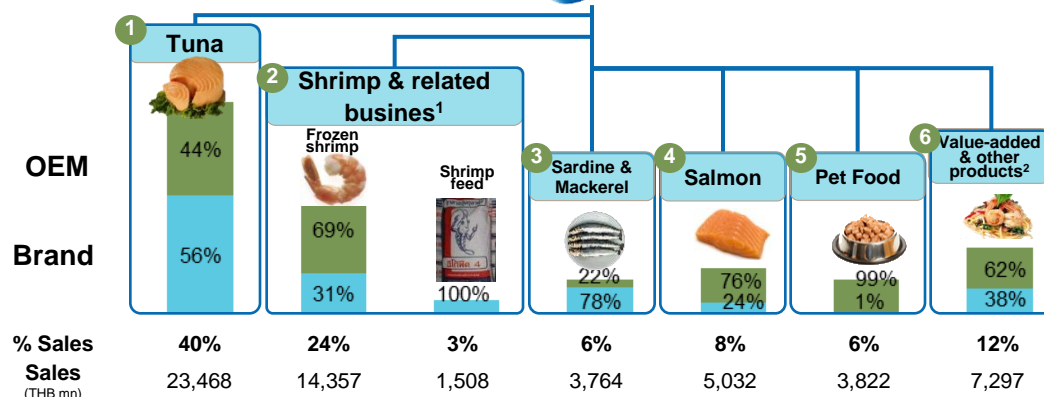 1
Tuna
2
Shrimp & related
busines1
Frozen
shrimp
Shrimp
feed
3
Sardine &
Mackerel
4
Salmon
5
Pet Food
6
Value-added
& other
products2
OEM
44%
69%
22%
76%
99%
62%
Brand
56%
31%
100%
78%
24%
1%
38%
% Sales
40%
24%
3%
6%
8%
6%
12%
Sales
(THB mn)
23,468
14,357
1,508
3,764
5,032
3,822
7,297